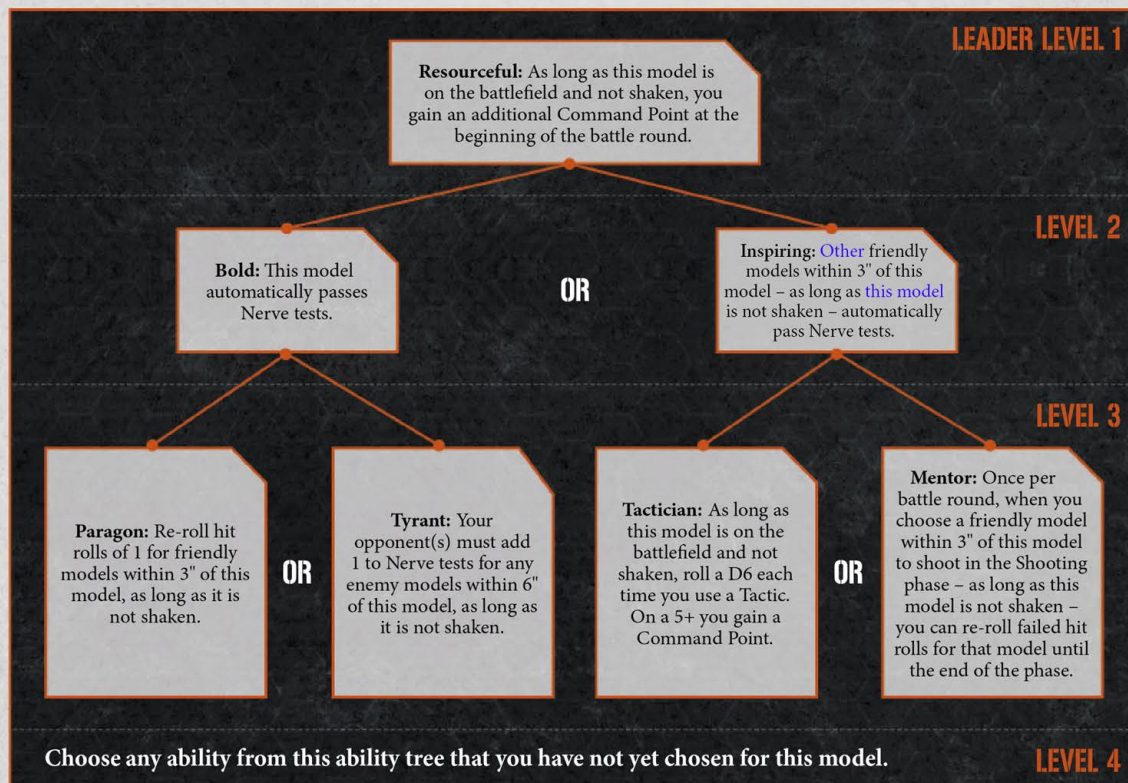 LEADER LEVEL 1
Resourceful: As long as this model is
on the battlefield and not shaken, you
gain an additional Command Point at the
beginning of the battle round.
LEVEL 2
Bold: This model
automatically passes
Nerve tests.
OR
Inspiring: Other friendly
models within 3" of this
model – as long as this model
is not shaken – automatically
pass Nerve tests.
LEVEL 3
Paragon: Re-roll hit
rolls of 1 for friendly
models within 3" of this
model, as long as it is
not shaken.
OR
Tyrant: Your
opponent(s) must add
1 to Nerve tests for any
enemy models within 6"
of this model, as long as
it is not shaken.
Tactician: As long as
this model is on the
battlefield and not
shaken, roll a D6 each
time you use a Tactic.
On a 5+ you gain a
Command Point.
OR
Mentor: Once per
battle round, when you
choose a friendly model
within 3" of this model
to shoot in the Shooting
phase – as long as this
model is not shaken –
you can re-roll failed hit
rolls for that model until
the end of the phase.
Choose any ability from this ability tree that you have not yet chosen for this model.
LEVEL 4